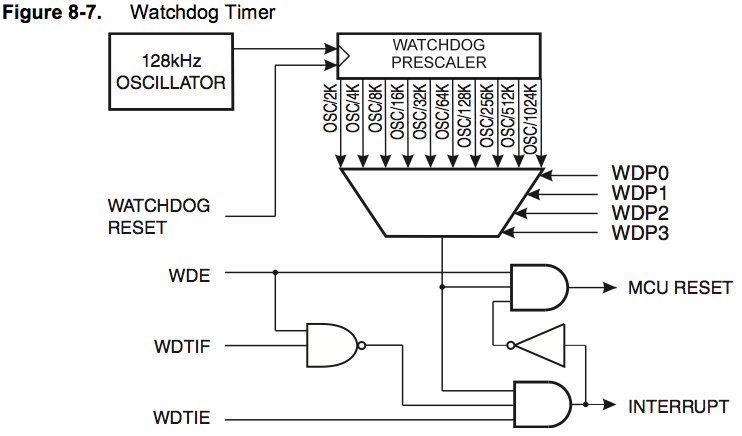 Figure 8-7. Watchdog Timer
128kHz
OSCILLATOR
WATCHDOG
PRESCALER
OSC/2K
OSC/4K
OSC/8K
OSC/16K
OSC/32K
OSC/64K
OSC/128K
OSC/256K
OSC/512K
OSC/1024K
WDP0
WDP1
WDP2
WDP3
WATCHDOG
RESET
WDE
MCU RESET
WDTIF
INTERRUPT
WDTIE